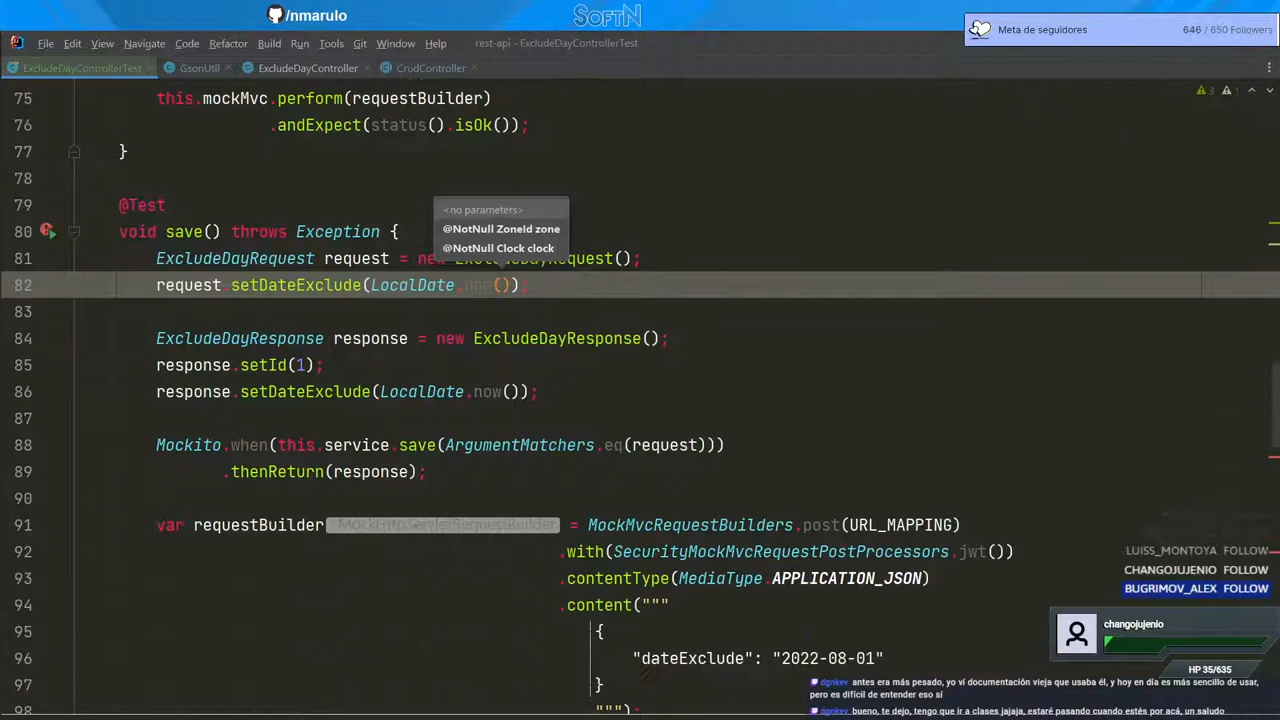 /nmarulo
SOFTN
Meta de seguidores 646 / 650 Followers
File Edit View Navigate Code Refactor Build Run Tools Git Window Help rest-api - ExcludeDayControllerTest
ExcludeDayControllerTest GsonUtil ExcludeDayController CrudController
3 1
75 this.mockMvc.perform(requestBuilder)
76 .andExpect(status().isOk());
77 }
78
79 @Test
<no parameters>
80 void save() throws Exception {
@NotNull ZoneId zone
@NotNull Clock clock
81 ExcludeDayRequest request = new ExcludeDayRequest();
82 request.setDateExclude(LocalDate.now());
83
84 ExcludeDayResponse response = new ExcludeDayResponse();
85 response.setId(1);
86 response.setDateExclude(LocalDate.now());
87
88 Mockito.when(this.service.save(ArgumentMatchers.eq(request)))
89 .thenReturn(response);
90
91 var requestBuilder MockHttpServletRequestBuilder = MockMvcRequestBuilders.post(URL_MAPPING)
92 .with(SecurityMockMvcRequestPostProcessors.jwt())
93 .contentType(MediaType.APPLICATION_JSON)
94 .content("""
95 {
96 "dateExclude": "2022-08-01"
97 }
98 """);
LUISS_MONTOYA FOLLOW
CHANGOJUJENIO FOLLOW
BUGRIMOV_ALEX FOLLOW
changojujenio
HP 35/635
dgnkev antes era más pesado, yo ví documentación vieja que usaba él, y hoy en día es más sencillo de usar,
pero es difícil de entender eso sí
dgnkev bueno, te dejo, tengo que ir a clases jajaja, estaré pasando cuando estés por acá, un saludo